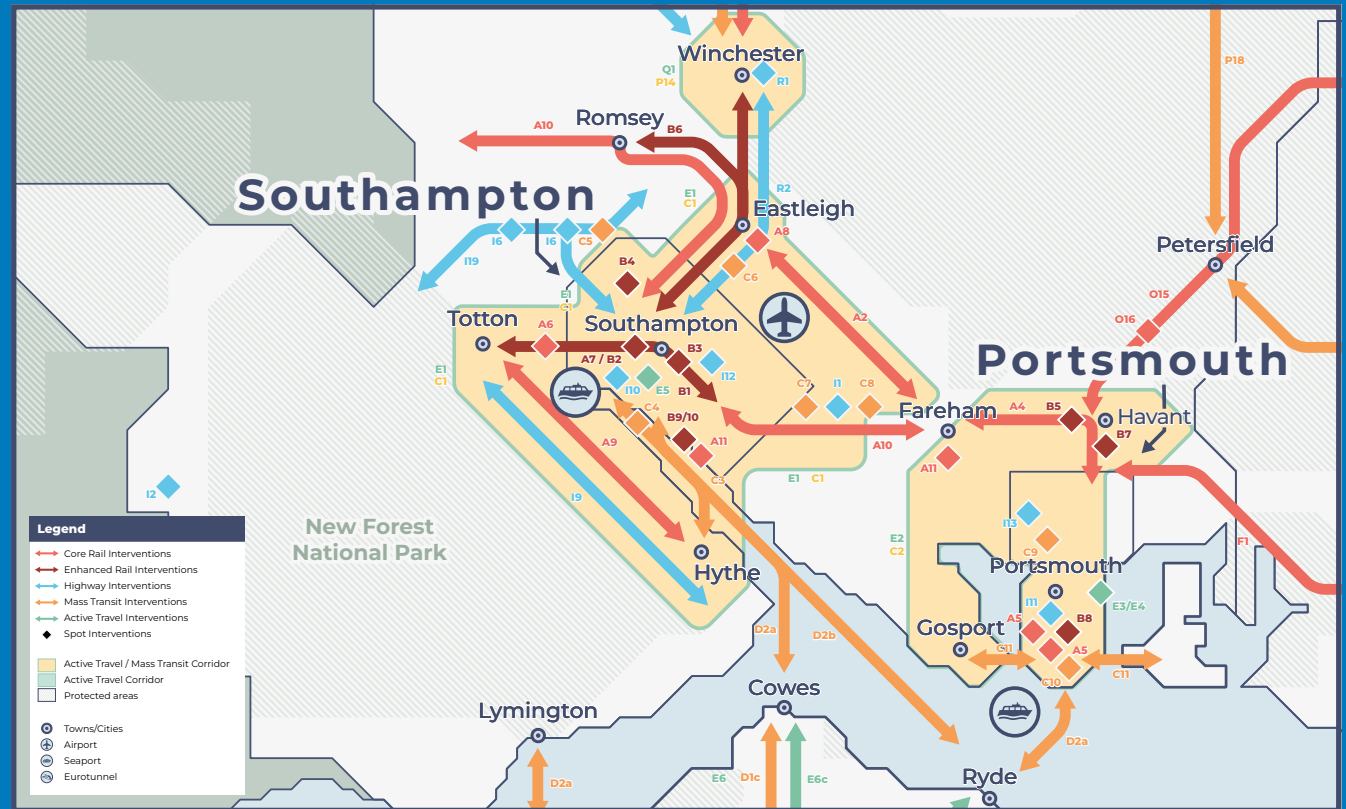 Winchester
Q1
P14
R1
P18
Romsey
A10
B6
Southampton
E1
C1
R2
Eastleigh
A8
I6
I6
C5
I19
B4
C6
Petersfield
E1
C1
O15
O16
Totton
A6
Southampton
A2
A7 / B2
B3
I12
Portsmouth
E1
C1
I10
E5
B1
C7
I1
C8
C4
B9/10
Fareham
A4
B5
Havant
B7
A9
A11
A10
A11
C3
E1
C1
I9
I2
New Forest
National Park
I13
E2
C2
C9
F1
Portsmouth
Hythe
I11
E3/E4
A5
B8
Gosport
D2a
D2b
C11
A5
C11
C10
Cowes
Lymington
D2a
Ryde
D2a
E6
D1c
E6c
Legend
Core Rail Interventions
Enhanced Rail Interventions
Highway Interventions
Mass Transit Interventions
Active Travel Interventions
Spot Interventions
Active Travel / Mass Transit Corridor
Active Travel Corridor
Protected areas
Towns/Cities
Airport
Seaport
Eurotunnel